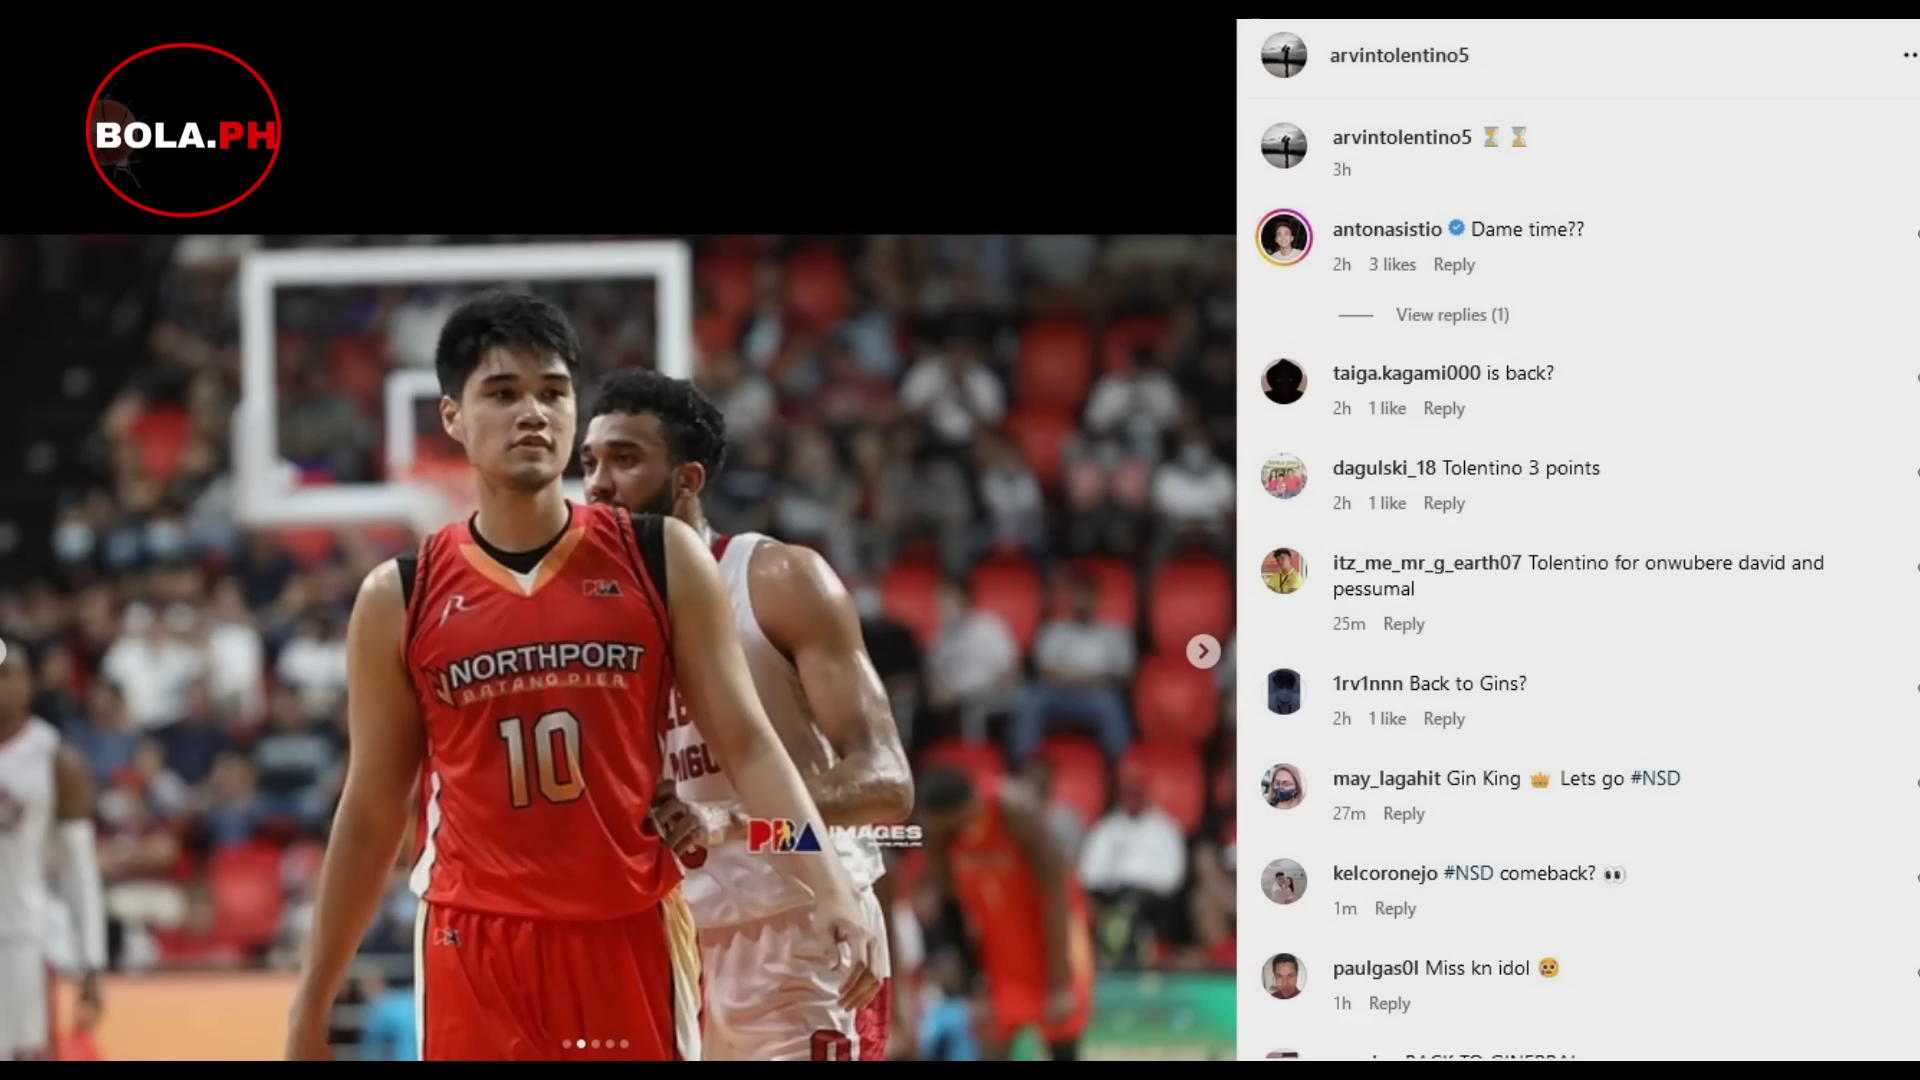 BOLA.PH
NORTHPORT
BATANG PIER
10
PBA IMAGES
arvintolentino5
arvintolentino5 ⏳ ⏳
3h
antonasistio Dame time??
2h 3 likes Reply
View replies (1)
taiga.kagami000 is back?
2h 1 like Reply
dagulski_18 Tolentino 3 points
2h 1 like Reply
itz_me_mr_g_earth07 Tolentino for onwubere david and
pessumal
25m Reply
1rv1nnn Back to Gins?
2h 1 like Reply
may_lagahit Gin King 👑 Lets go #NSD
27m Reply
kelcoronejo #NSD comeback? 👀
1m Reply
paulgas0l Miss kn idol 😢
1h Reply